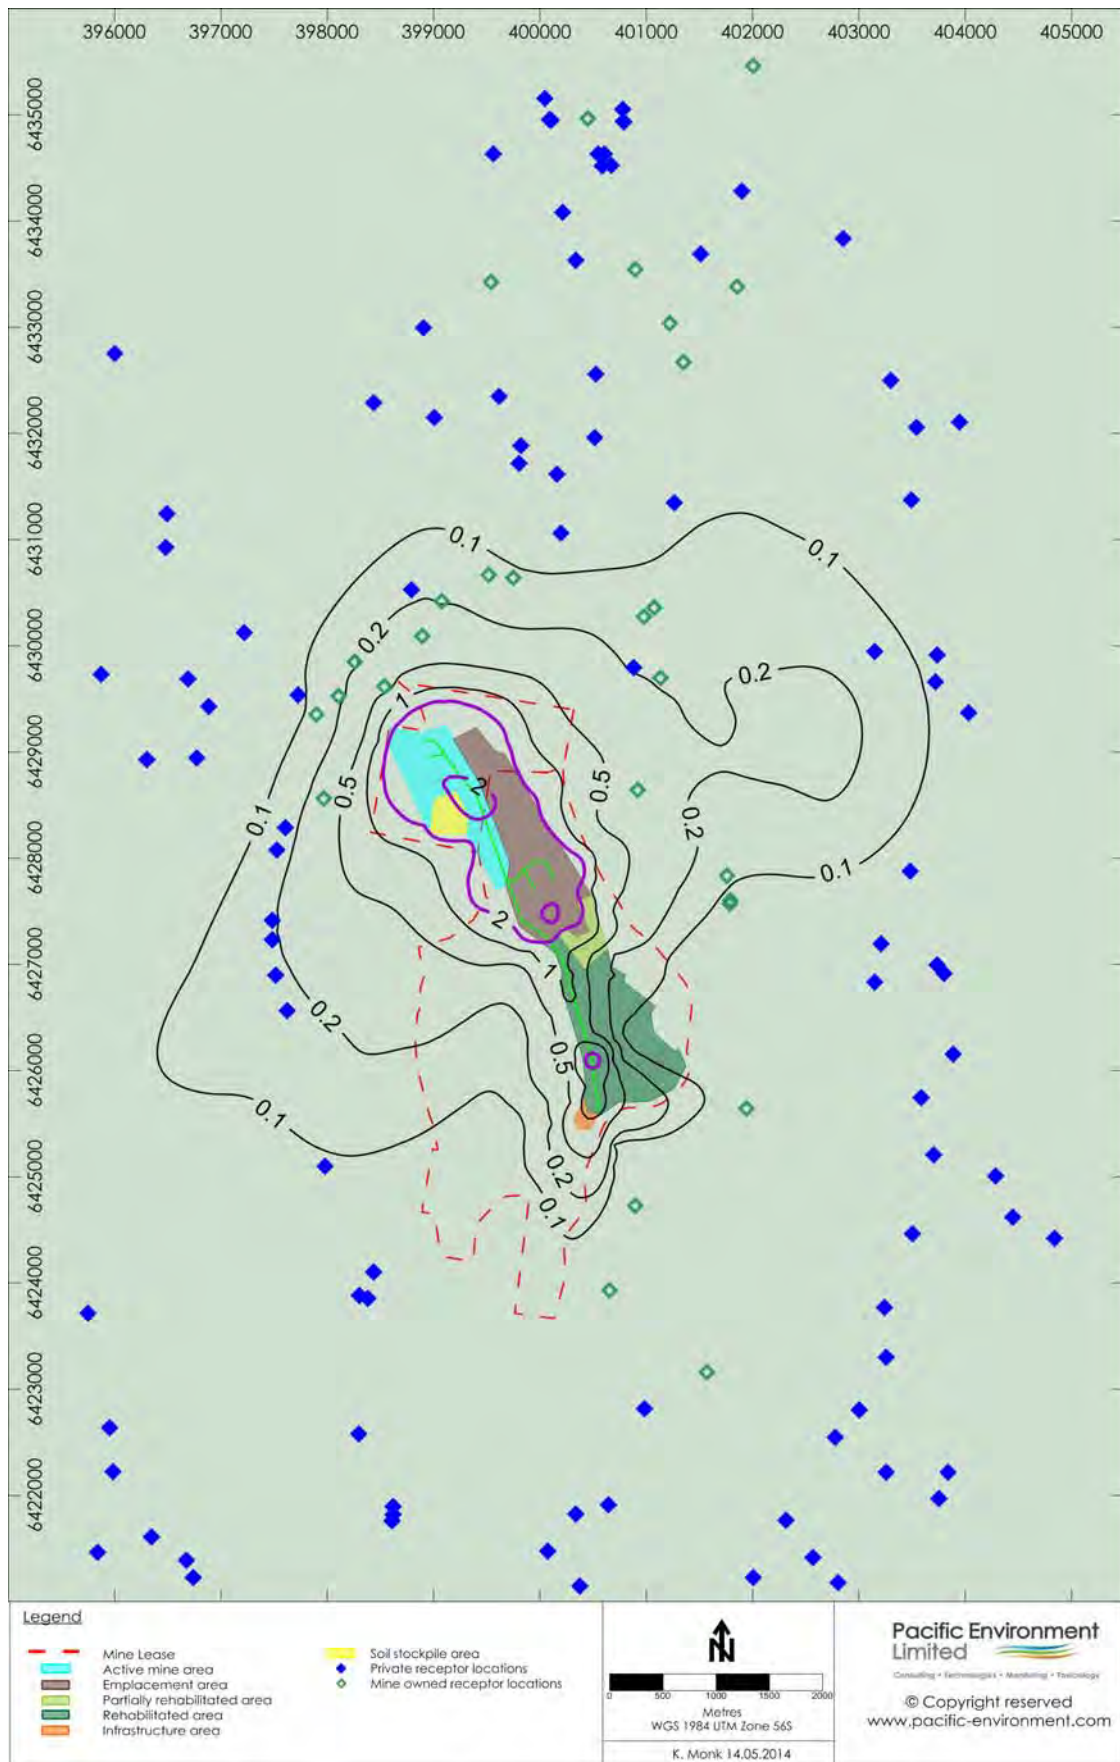 396000 397000 398000 399000 400000 401000 402000 403000 404000 405000
6435000
6434000
6433000
6432000
6431000
6430000
6429000
6428000
6427000
6426000
6425000
6424000
6423000
6422000
0.1
0.1
0.2
0.2
1
0.5
2
0.5
0.1
0.2
0.1
2
1
0.2
0.5
0.1
0.2
0.1
Legend
Mine Lease
Active mine area
Emplacement area
Partially rehabilitated area
Rehabilitated area
Infrastructure area
Soil stockpile area
Private receptor locations
Mine owned receptor locations
N
0 500 1000 1500 2000
Metres
WGS 1984 UTM Zone 56S
K. Monk 14.05.2014
Pacific Environment
Limited
Consulting • Technologies • Monitoring • Toxicology
© Copyright reserved
www.pacific-environment.com